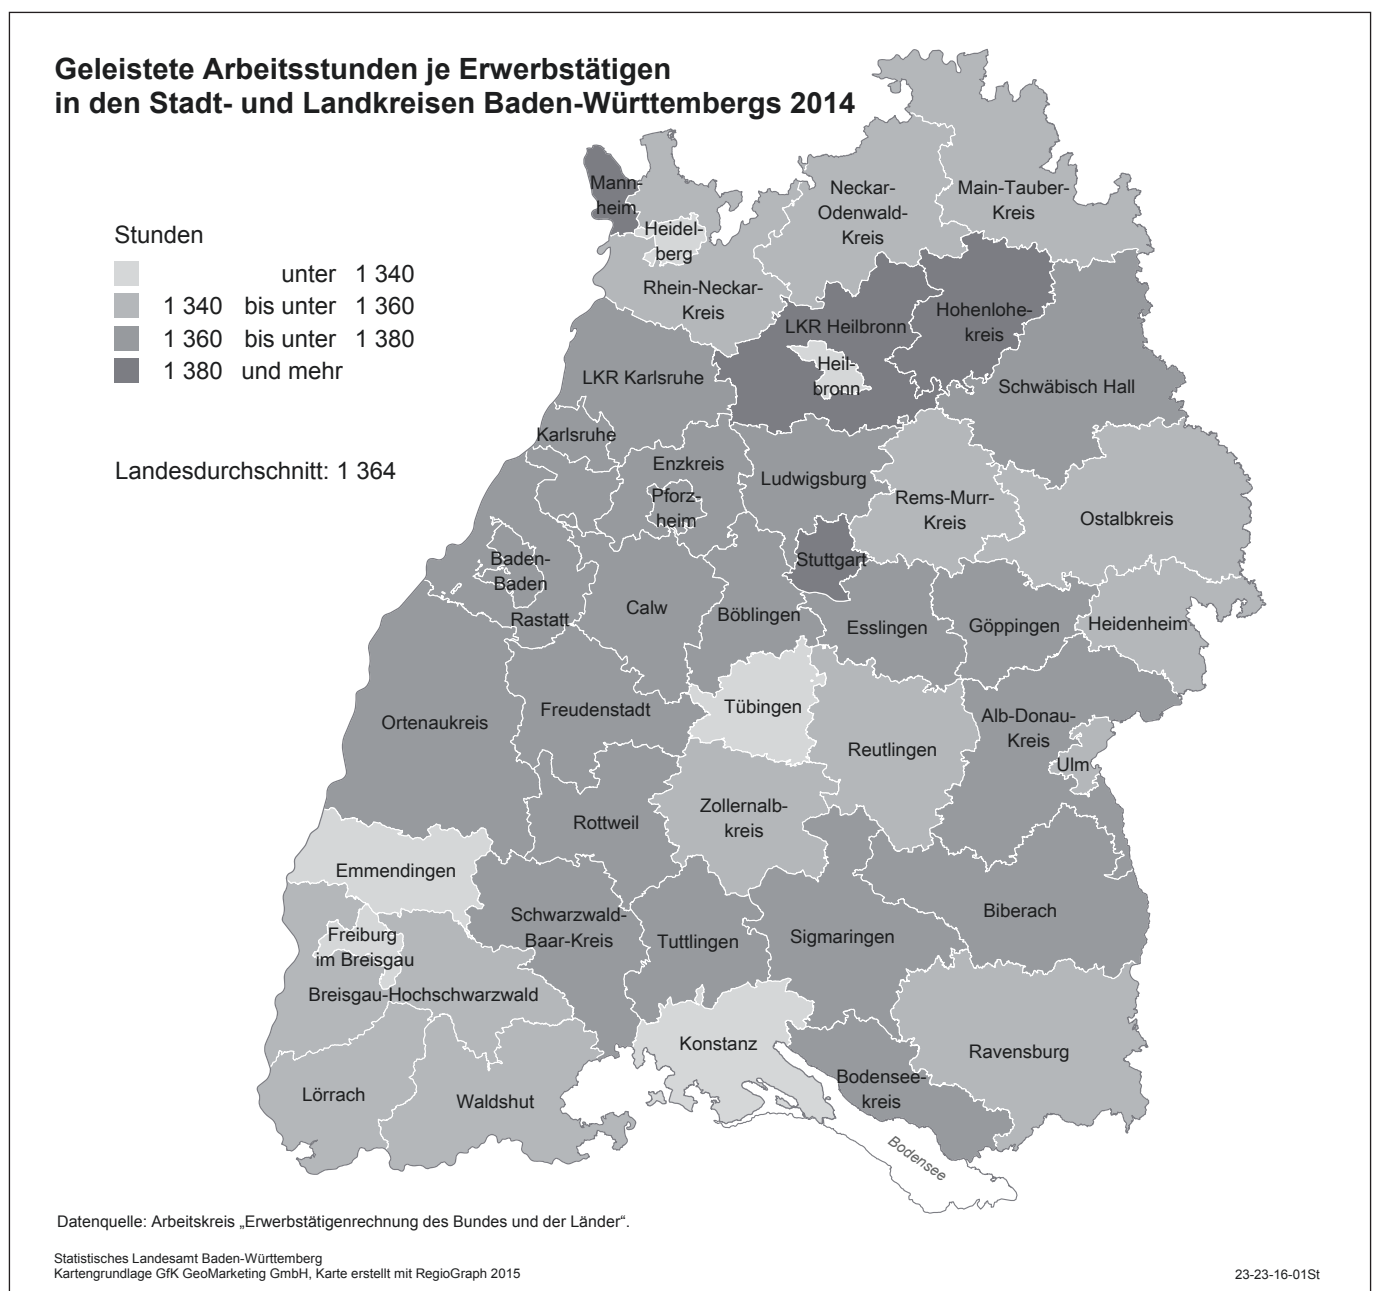 Geleistete Arbeitsstunden je Erwerbstätigen
in den Stadt- und Landkreisen Baden-Württembergs 2014
Stunden
unter 1 340
1 340 bis unter 1 360
1 360 bis unter 1 380
1 380 und mehr
Landesdurchschnitt: 1 364
Mann-
heim
Heidel-
berg
Rhein-Neckar-
Kreis
Neckar-
Odenwald-
Kreis
Main-Tauber-
Kreis
LKR Heilbronn
Hohenlohe-
kreis
Heil-
bronn
LKR Karlsruhe
Schwäbisch Hall
Karlsruhe
Enzkreis
Pforz-
heim
Ludwigsburg
Rems-Murr-
Kreis
Ostalbkreis
Baden-
Baden
Rastatt
Calw
Böblingen
Stuttgart
Esslingen
Göppingen
Heidenheim
Ortenaukreis
Freudenstadt
Tübingen
Reutlingen
Alb-Donau-
Kreis
Ulm
Rottweil
Zollernalb-
kreis
Emmendingen
Freiburg
im Breisgau
Breisgau-Hochschwarzwald
Schwarzwald-
Baar-Kreis
Tuttlingen
Sigmaringen
Biberach
Lörrach
Waldshut
Konstanz
Bodensee-
kreis
Ravensburg
Bodensee
Datenquelle: Arbeitskreis „Erwerbstätigenrechnung des Bundes und der Länder“.
Statistisches Landesamt Baden-Württemberg
Kartengrundlage GfK GeoMarketing GmbH, Karte erstellt mit RegioGraph 2015
23-23-16-01St